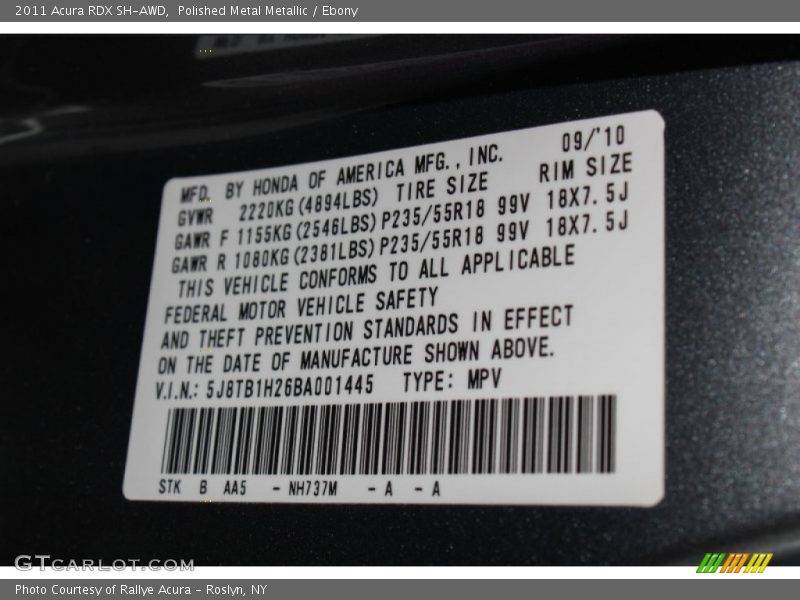 2011 Acura RDX SH-AWD,  Polished Metal Metallic / Ebony
MFD. BY HONDA OF AMERICA MFG., INC. 09/'10
GVWR 2220KG(4894LBS) TIRE SIZE RIM SIZE
GAWR F 1155KG(2546LBS) P235/55R18 99V 18X7.5J
GAWR R 1080KG(2381LBS) P235/55R18 99V 18X7.5J
THIS VEHICLE CONFORMS TO ALL APPLICABLE
FEDERAL MOTOR VEHICLE SAFETY
AND THEFT PREVENTION STANDARDS IN EFFECT
ON THE DATE OF MANUFACTURE SHOWN ABOVE.
V.I.N.: 5J8TB1H26BA001445 TYPE: MPV
STK B AA5 - NH737M - A - A
GTCARLOT.COM
Photo Courtesy of Rallye Acura - Roslyn, NY